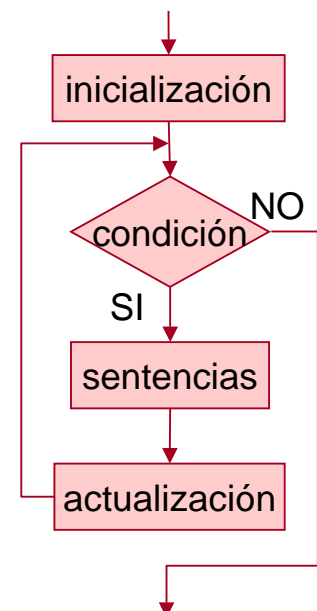 inicialización
NO
condición
SI
sentencias
actualización